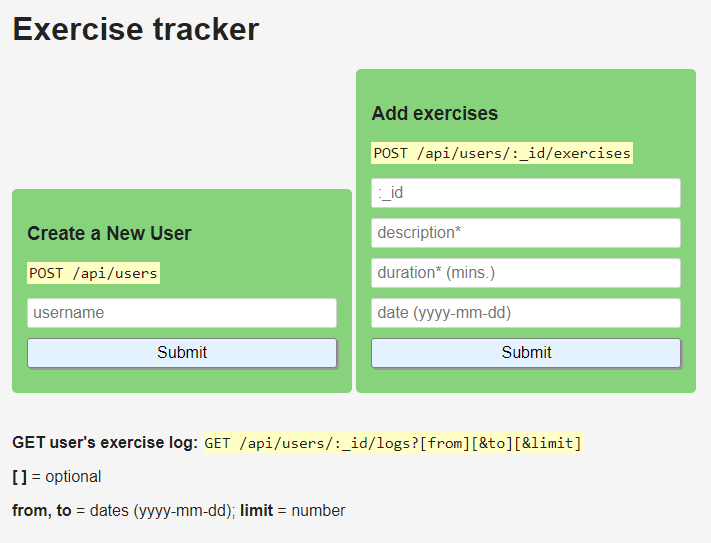 Exercise tracker
Create a New User
POST /api/users
username
Submit
Add exercises
POST /api/users/:_id/exercises
:_id
description*
duration* (mins.)
date (yyyy-mm-dd)
Submit
GET user's exercise log: GET /api/users/:_id/logs?[from][&to][&limit]
[ ] = optional
from, to = dates (yyyy-mm-dd); limit = number